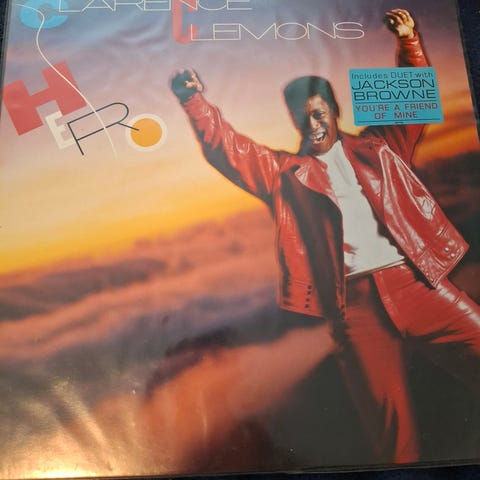 CLARENCE
CLEMONS
HERO
Includes DUET with
JACKSON
BROWNE
YOU'RE A FRIEND
OF MINE